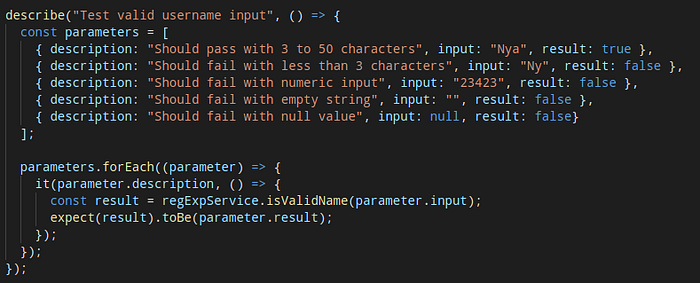 describe("Test valid username input", () => {
  const parameters = [
    { description: "Should pass with 3 to 50 characters", input: "Nya", result: true },
    { description: "Should fail with less than 3 characters", input: "Ny", result: false },
    { description: "Should fail with numeric input", input: "23423", result: false },
    { description: "Should fail with empty string", input: "", result: false },
    { description: "Should fail with null value", input: null, result: false}
  ];
  parameters.forEach((parameter) => {
    it(parameter.description, () => {
      const result = regExpService.isValidName(parameter.input);
      expect(result).toBe(parameter.result);
    });
  });
});